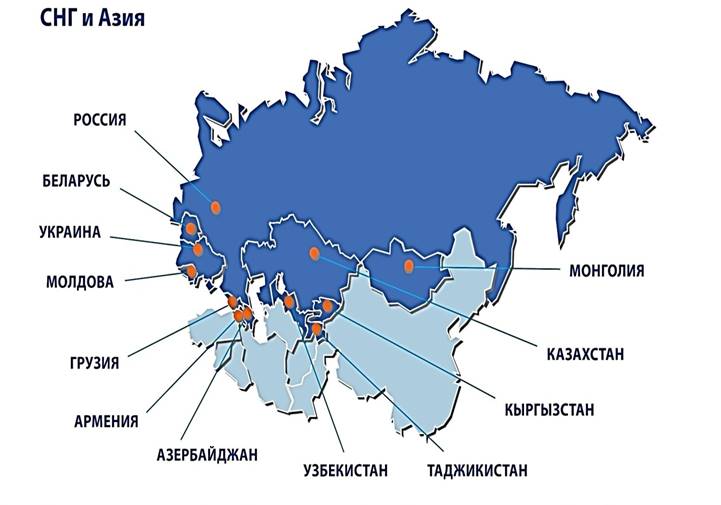 СНГ и Азия
РОССИЯ
БЕЛАРУСЬ
УКРАИНА
МОЛДОВА
МОНГОЛИЯ
ГРУЗИЯ
КАЗАХСТАН
КЫРГЫЗСТАН
АРМЕНИЯ
АЗЕРБАЙДЖАН
УЗБЕКИСТАН
ТАДЖИКИСТАН